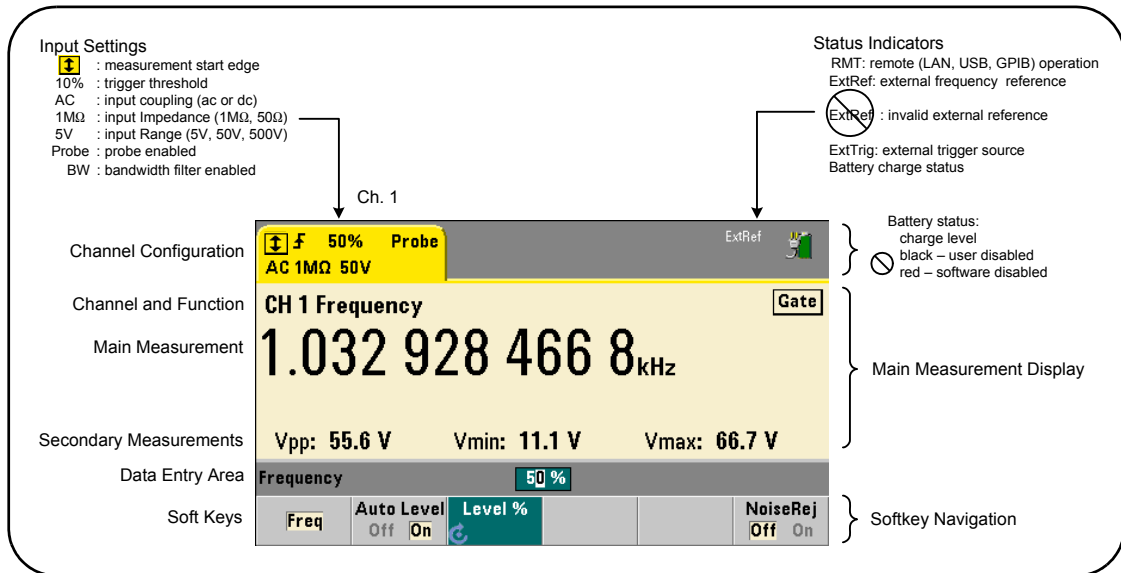 Input Settings
: measurement start edge
10% : trigger threshold
AC : input coupling (ac or dc)
1MΩ : input Impedance (1MΩ, 50Ω)
5V : input Range (5V, 50V, 500V)
Probe : probe enabled
BW : bandwidth filter enabled
Status Indicators
RMT: remote (LAN, USB, GPIB) operation
ExtRef: external frequency reference
ExtRef : invalid external reference
ExtTrig: external trigger source
Battery charge status
Ch. 1
Channel Configuration
50% Probe
AC 1MΩ 50V
ExtRef
Battery status:
charge level
black – user disabled
red – software disabled
Channel and Function
CH 1 Frequency
Gate
Main Measurement
1.032 928 466 8 kHz
Main Measurement Display
Secondary Measurements
Vpp: 55.6 V Vmin: 11.1 V Vmax: 66.7 V
Data Entry Area
Frequency 50 %
Soft Keys
Freq
Auto Level
Off On
Level %
NoiseRej
Off On
Softkey Navigation